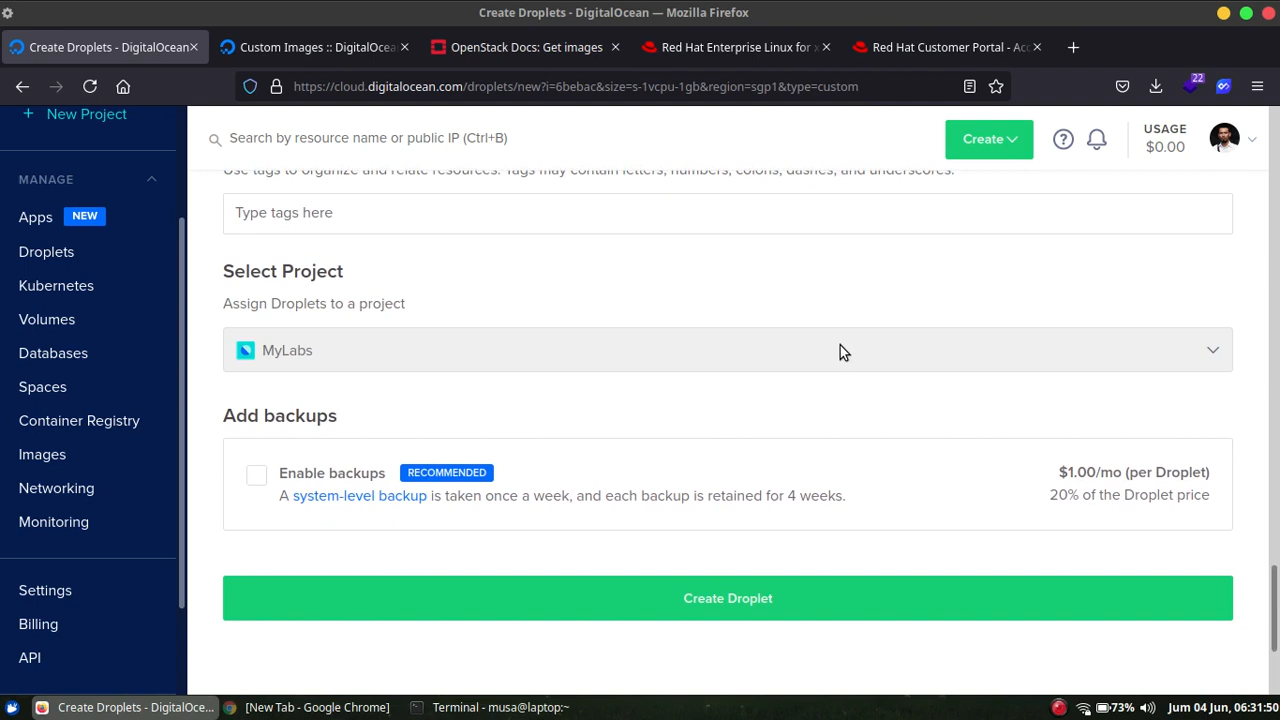 Create Droplets - DigitalOcean — Mozilla Firefox
Create Droplets - DigitalOcean
Custom Images :: DigitalOcea
OpenStack Docs: Get images
Red Hat Enterprise Linux for x
Red Hat Customer Portal - Acc
https://cloud.digitalocean.com/droplets/new?i=6bebac&size=s-1vcpu-1gb&region=sgp1&type=custom
22
+ New Project
Search by resource name or public IP (Ctrl+B)
Create
USAGE
$0.00
MANAGE
Apps NEW
Droplets
Kubernetes
Volumes
Databases
Spaces
Container Registry
Images
Networking
Monitoring
Settings
Billing
API
Use tags to organize and relate resources. Tags may contain letters, numbers, colons, dashes, and underscores.
Type tags here
Select Project
Assign Droplets to a project
MyLabs
Add backups
Enable backups RECOMMENDED
$1.00/mo (per Droplet)
A system-level backup is taken once a week, and each backup is retained for 4 weeks.
20% of the Droplet price
Create Droplet
Create Droplets - DigitalOce...
[New Tab - Google Chrome]
Terminal - musa@laptop:~
73%
Jum 04 Jun, 06:31:50